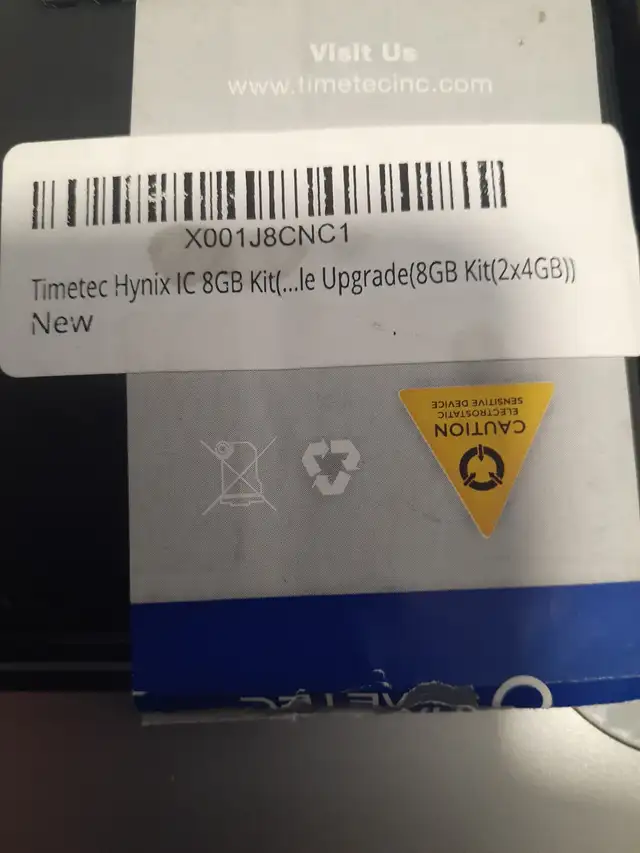 Visit Us
www.timetecinc.com
X001J8CNC1
Timetec Hynix IC 8GB Kit(...le Upgrade(8GB Kit(2x4GB))
New
CAUTION
ELECTROSTATIC
SENSITIVE DEVICE